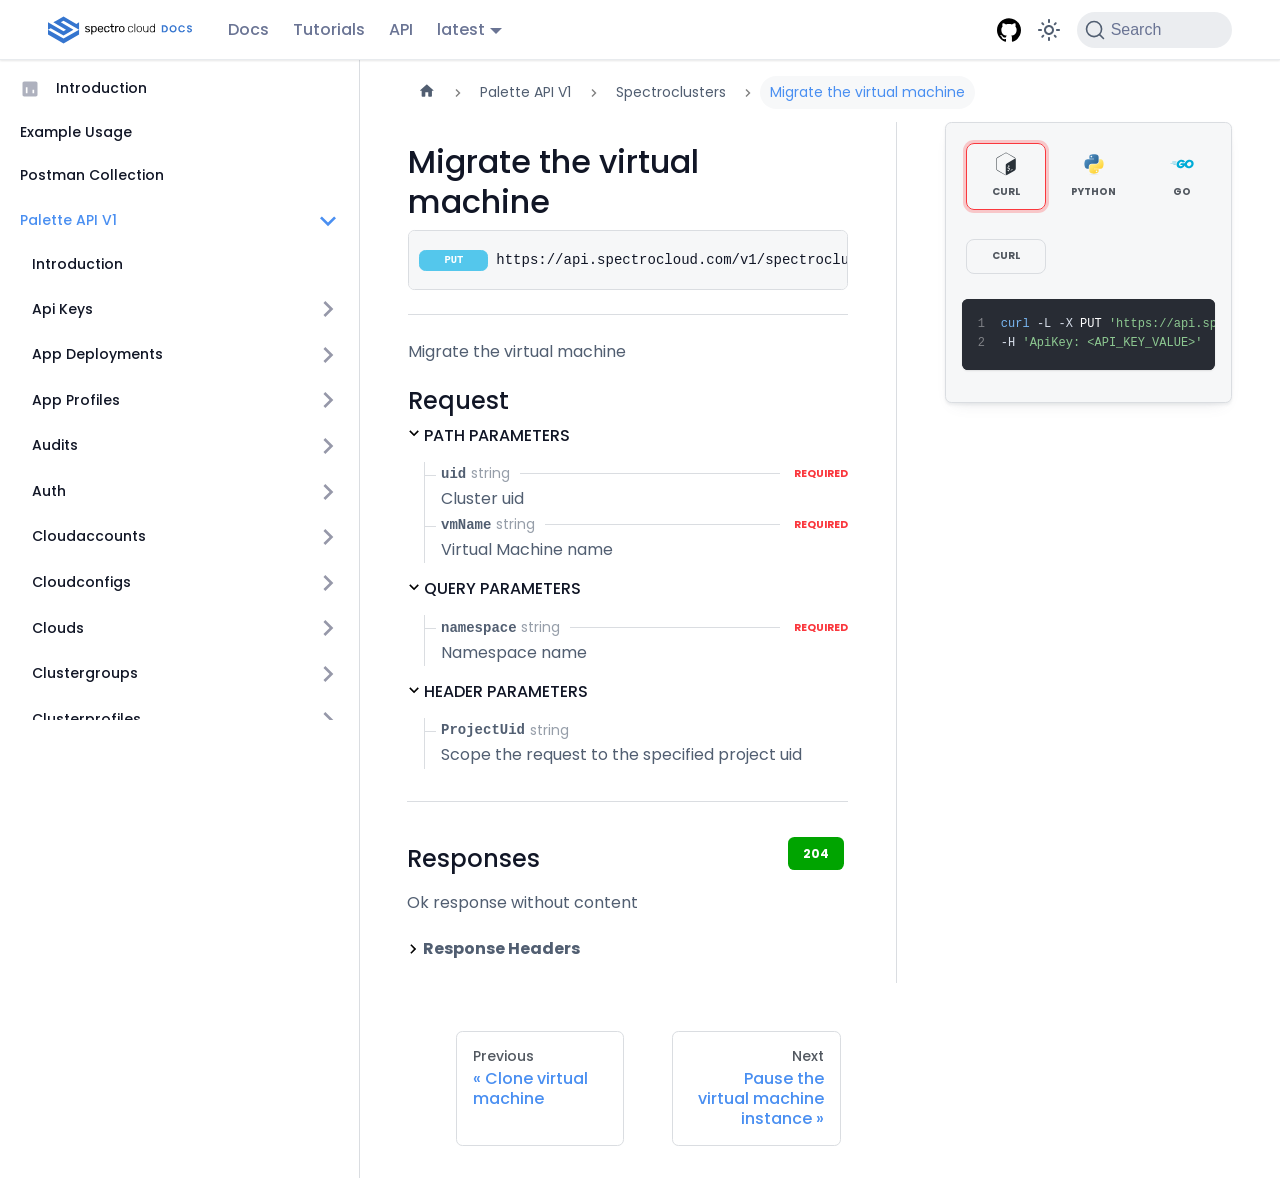 spectro cloud DOCS
Docs
Tutorials
API
latest
Search
Introduction
Example Usage
Postman Collection
Palette API V1
Introduction
Api Keys
App Deployments
App Profiles
Audits
Auth
Cloudaccounts
Cloudconfigs
Clouds
Clustergroups
Clusterprofiles
Palette API V1
Spectroclusters
Migrate the virtual machine
Migrate the virtual
machine
PUT https://api.spectrocloud.com/v1/spectroclu
Migrate the virtual machine
Request
PATH PARAMETERS
uid string REQUIRED
Cluster uid
vmName string REQUIRED
Virtual Machine name
QUERY PARAMETERS
namespace string REQUIRED
Namespace name
HEADER PARAMETERS
ProjectUid string
Scope the request to the specified project uid
Responses
204
Ok response without content
Response Headers
CURL
PYTHON
GO
CURL
1 curl -L -X PUT 'https://api.sp
2 -H 'ApiKey: <API_KEY_VALUE>'
Previous
« Clone virtual
machine
Next
Pause the
virtual machine
instance »